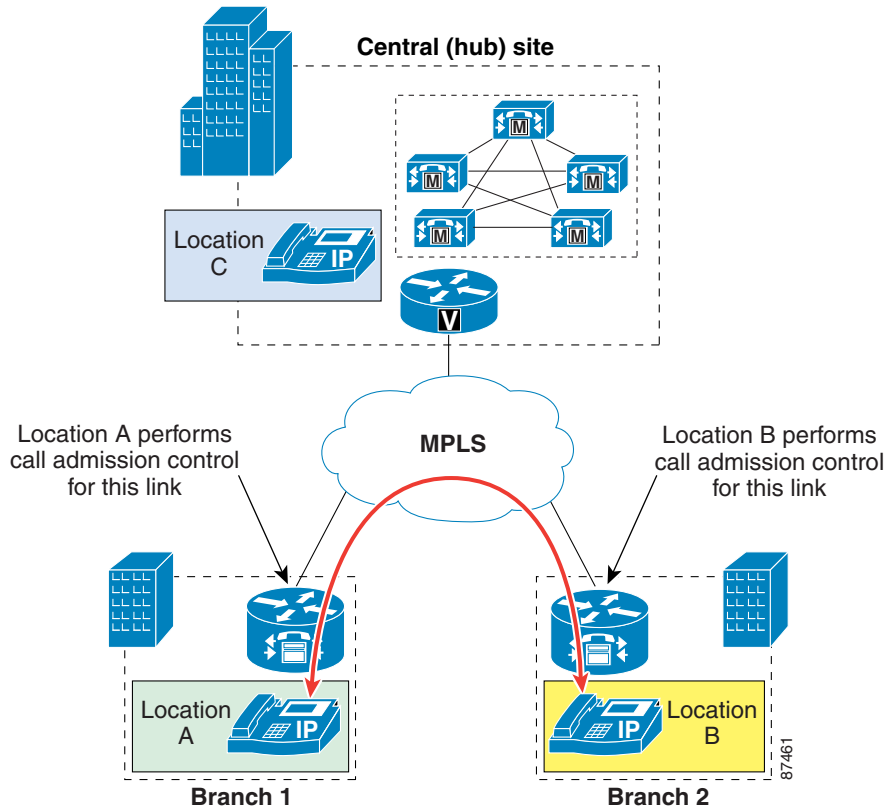 Central (hub) site
M
M
M
M
M
Location
C
IP
V
MPLS
Location A performs
call admission control
for this link
Location B performs
call admission control
for this link
Location
A
IP
IP
Location
B
87461
Branch 1
Branch 2